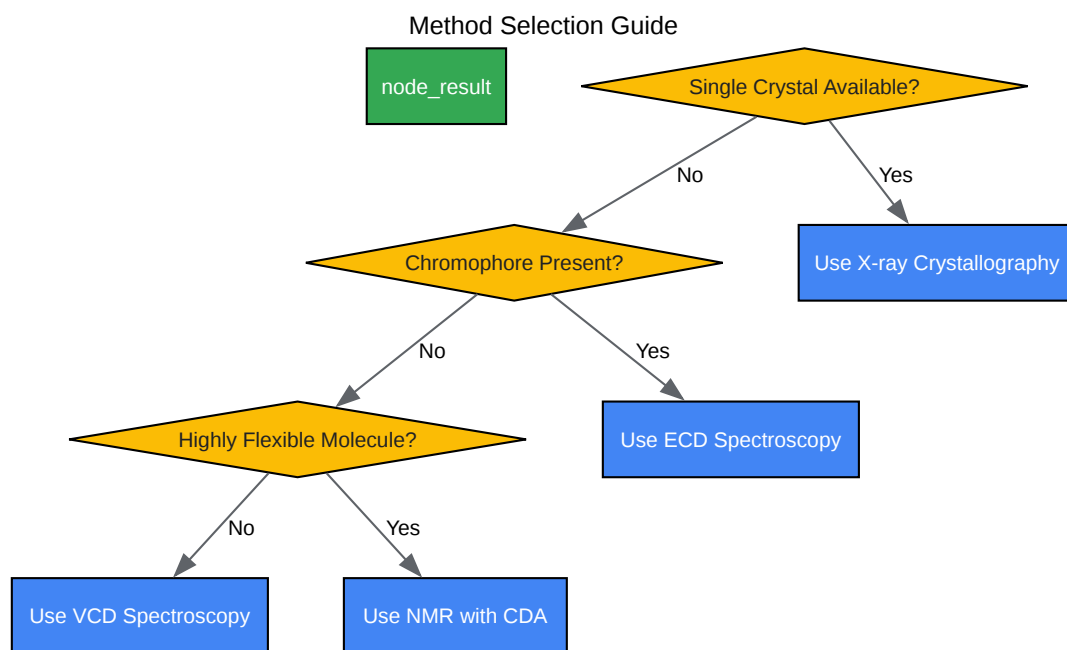 Method Selection Guide
node_result
Single Crystal Available?
No
Yes
Chromophore Present?
Use X-ray Crystallography
No
Yes
Highly Flexible Molecule?
Use ECD Spectroscopy
No
Yes
Use VCD Spectroscopy
Use NMR with CDA